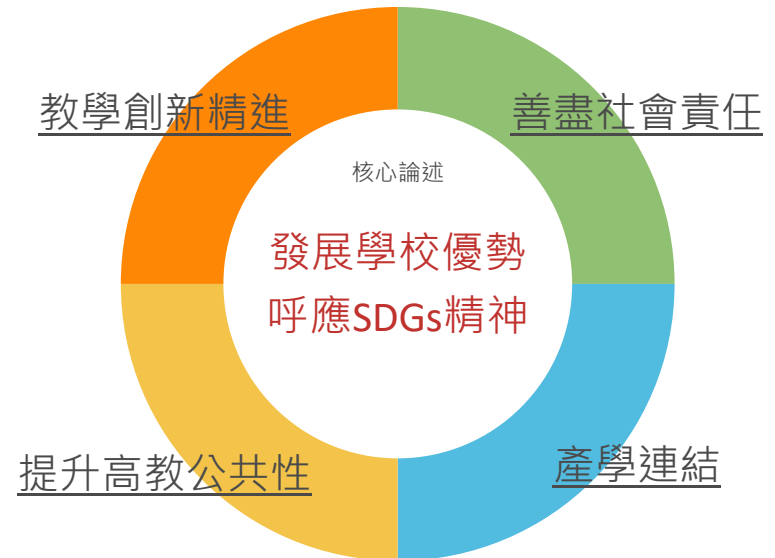 教學創新精進
善盡社會責任
核心論述
發展學校優勢
呼應SDGs精神
提升高教公共性
產學連結